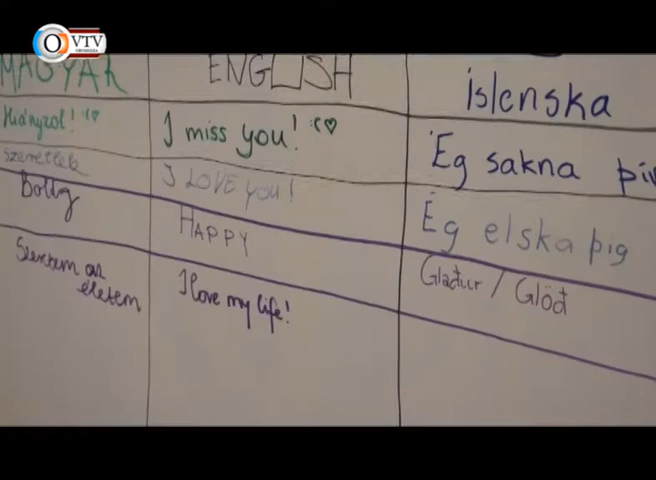 OVTV
MAGYAR
ENGLISH
íslenska
Hiányzol! :(♡
I miss you! :(♡
Ég sakna þín
szeretlek
I LOVE YOU!
Ég elska þig
Boldog
HAPPY
Glaður / Glöð
Szeretem az
életem
I love my life!